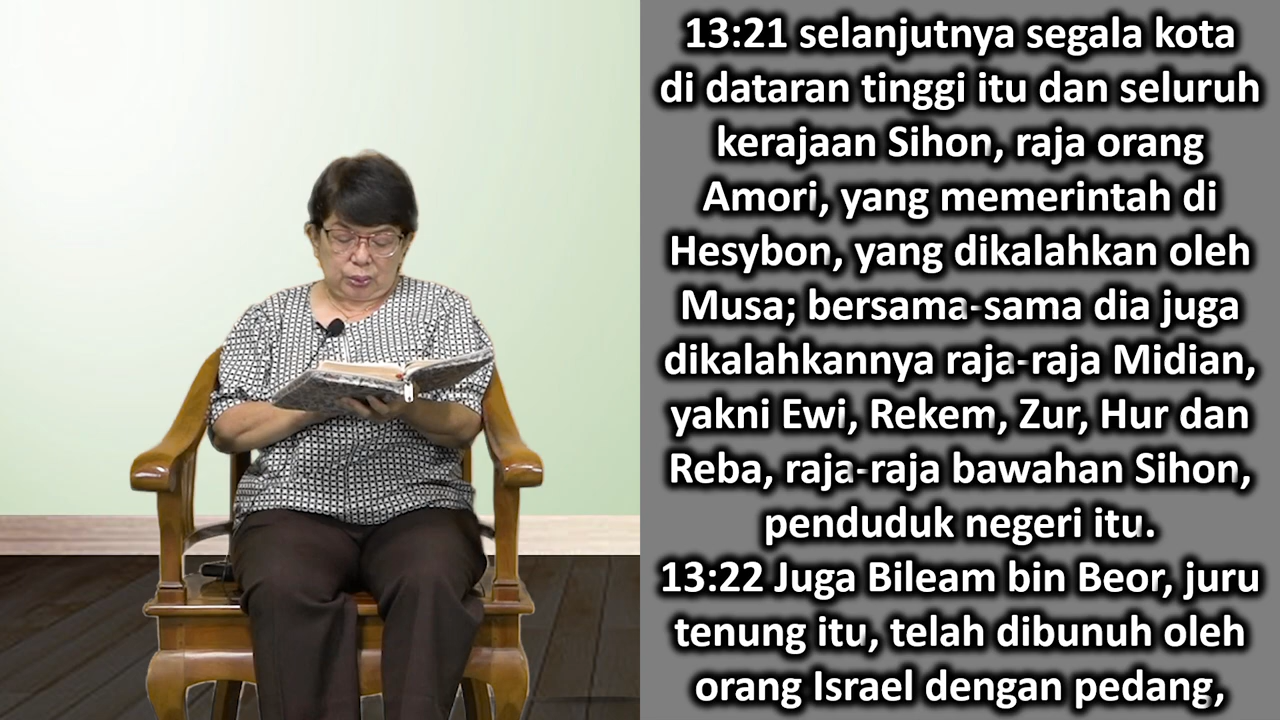 13:21 selanjutnya segala kota
di dataran tinggi itu dan seluruh
kerajaan Sihon, raja orang
Amori, yang memerintah di
Hesybon, yang dikalahkan oleh
Musa; bersama-sama dia juga
dikalahkannya raja-raja Midian,
yakni Ewi, Rekem, Zur, Hur dan
Reba, raja-raja bawahan Sihon,
penduduk negeri itu.
13:22 Juga Bileam bin Beor, juru
tenung itu, telah dibunuh oleh
orang Israel dengan pedang,